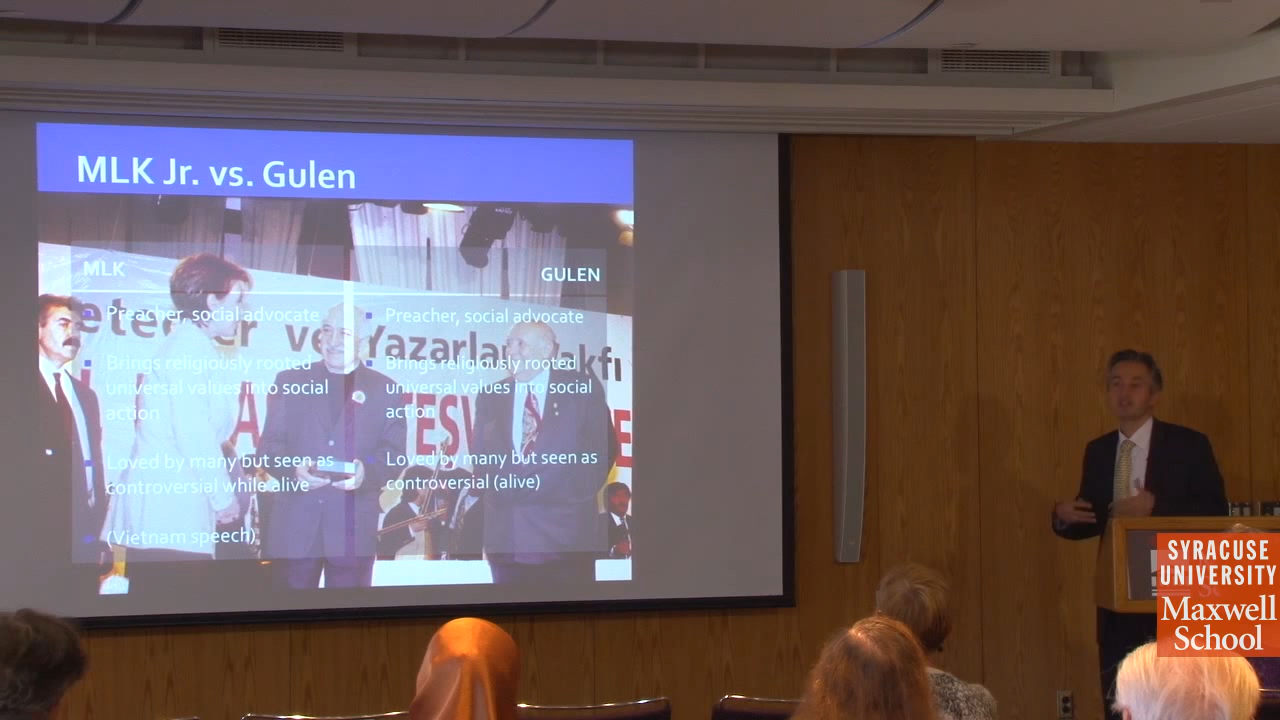 MLK Jr. vs. Gulen
MLK
Preacher, social advocate
Brings religiously rooted
universal values into social
action
Loved by many but seen as
controversial while alive
(Vietnam speech)
GULEN
Preacher, social advocate
Brings religiously rooted
universal values into social
action
Loved by many but seen as
controversial (alive)
ve Yazarlar
SYRACUSE
UNIVERSITY
Maxwell
School